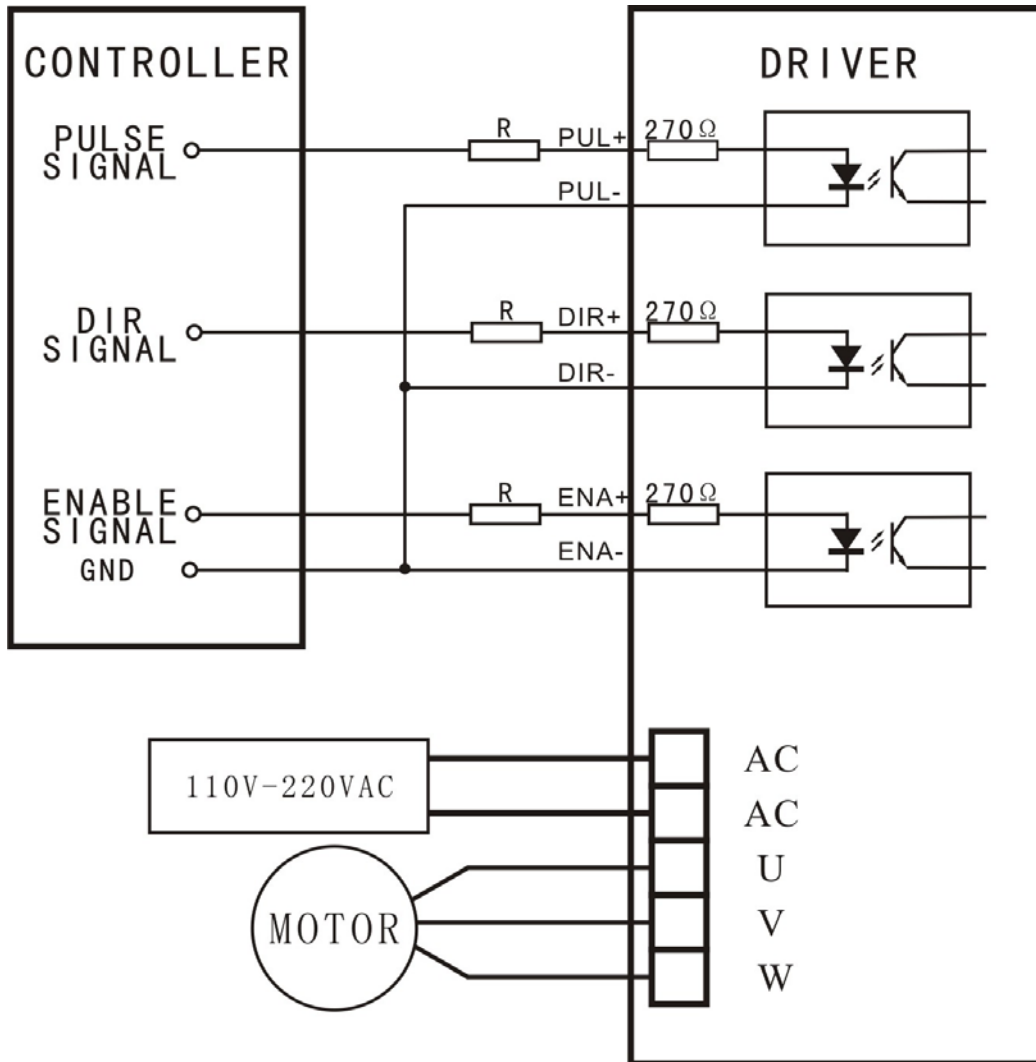 CONTROLLER
DRIVER
PULSE
SIGNAL
R
PUL+
270Ω
PUL-
DIR
SIGNAL
R
DIR+
270Ω
DIR-
ENABLE
SIGNAL
R
ENA+
270Ω
ENA-
GND
110V-220VAC
AC
AC
U
MOTOR
V
W